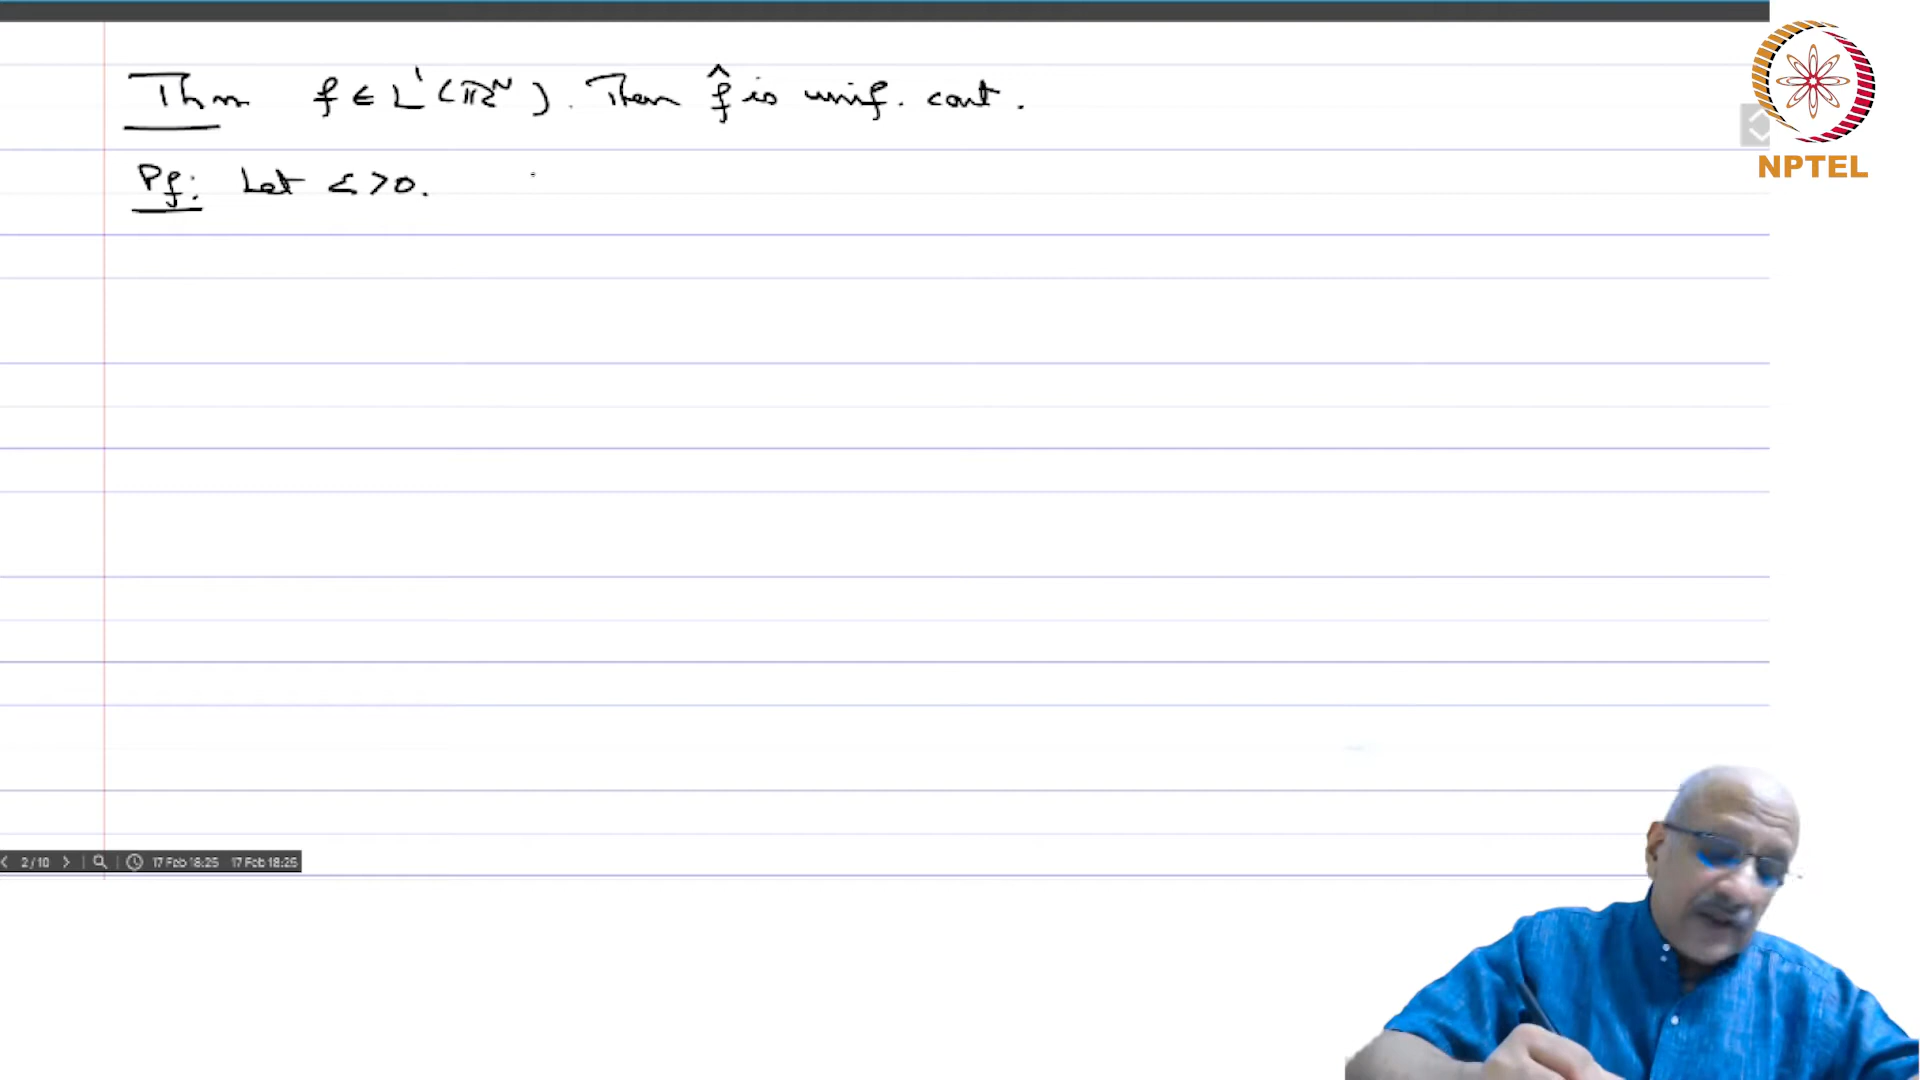 Thm f ∈ L¹(ℝᴺ). Then f̂ is unif. cont.
NPTEL
Pf: Let ε > 0.
2/10 17 Feb 18:25 17 Feb 18:25